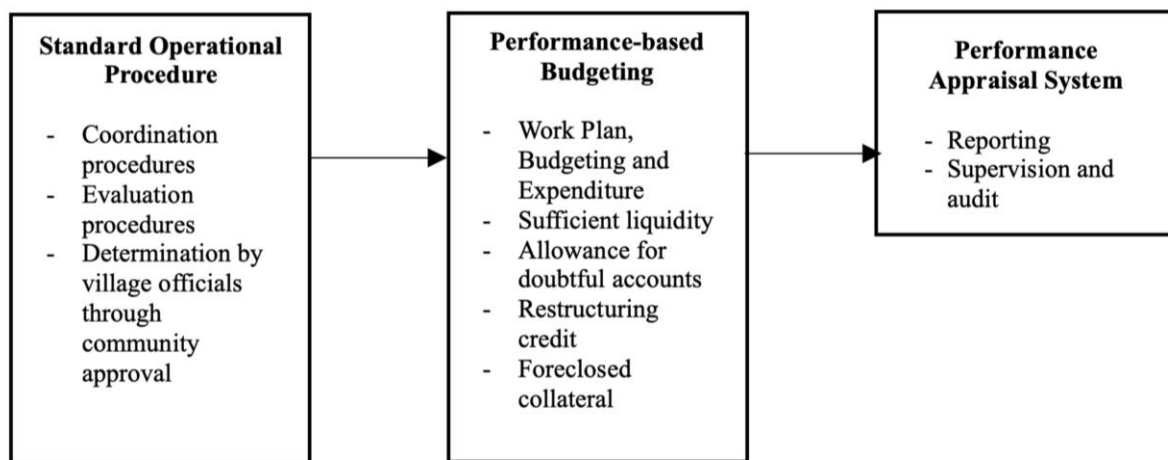 Standard Operational
Procedure
- Coordination
procedures
- Evaluation
procedures
- Determination by
village officials
through
community
approval
Performance-based
Budgeting
- Work Plan,
Budgeting and
Expenditure
- Sufficient liquidity
- Allowance for
doubtful accounts
- Restructuring
credit
- Foreclosed
collateral
Performance
Appraisal System
- Reporting
- Supervision and
audit